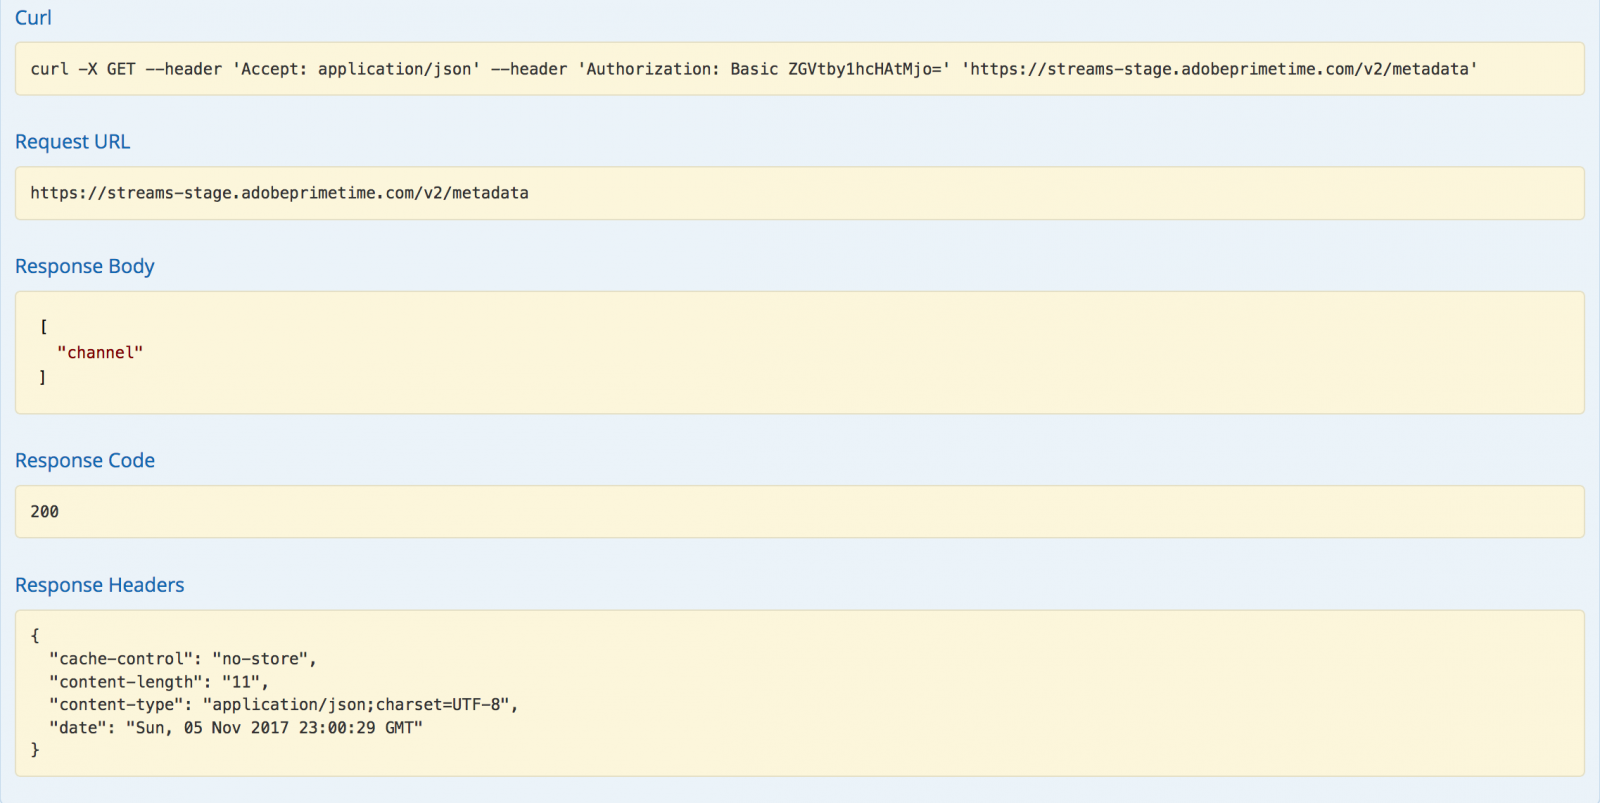 Curl
curl -X GET --header 'Accept: application/json' --header 'Authorization: Basic ZGVtby1hcHAtMjo=' 'https://streams-stage.adobeprimetime.com/v2/metadata'
Request URL
https://streams-stage.adobeprimetime.com/v2/metadata
Response Body
[
"channel"
]
Response Code
200
Response Headers
{
"cache-control": "no-store",
"content-length": "11",
"content-type": "application/json;charset=UTF-8",
"date": "Sun, 05 Nov 2017 23:00:29 GMT"
}